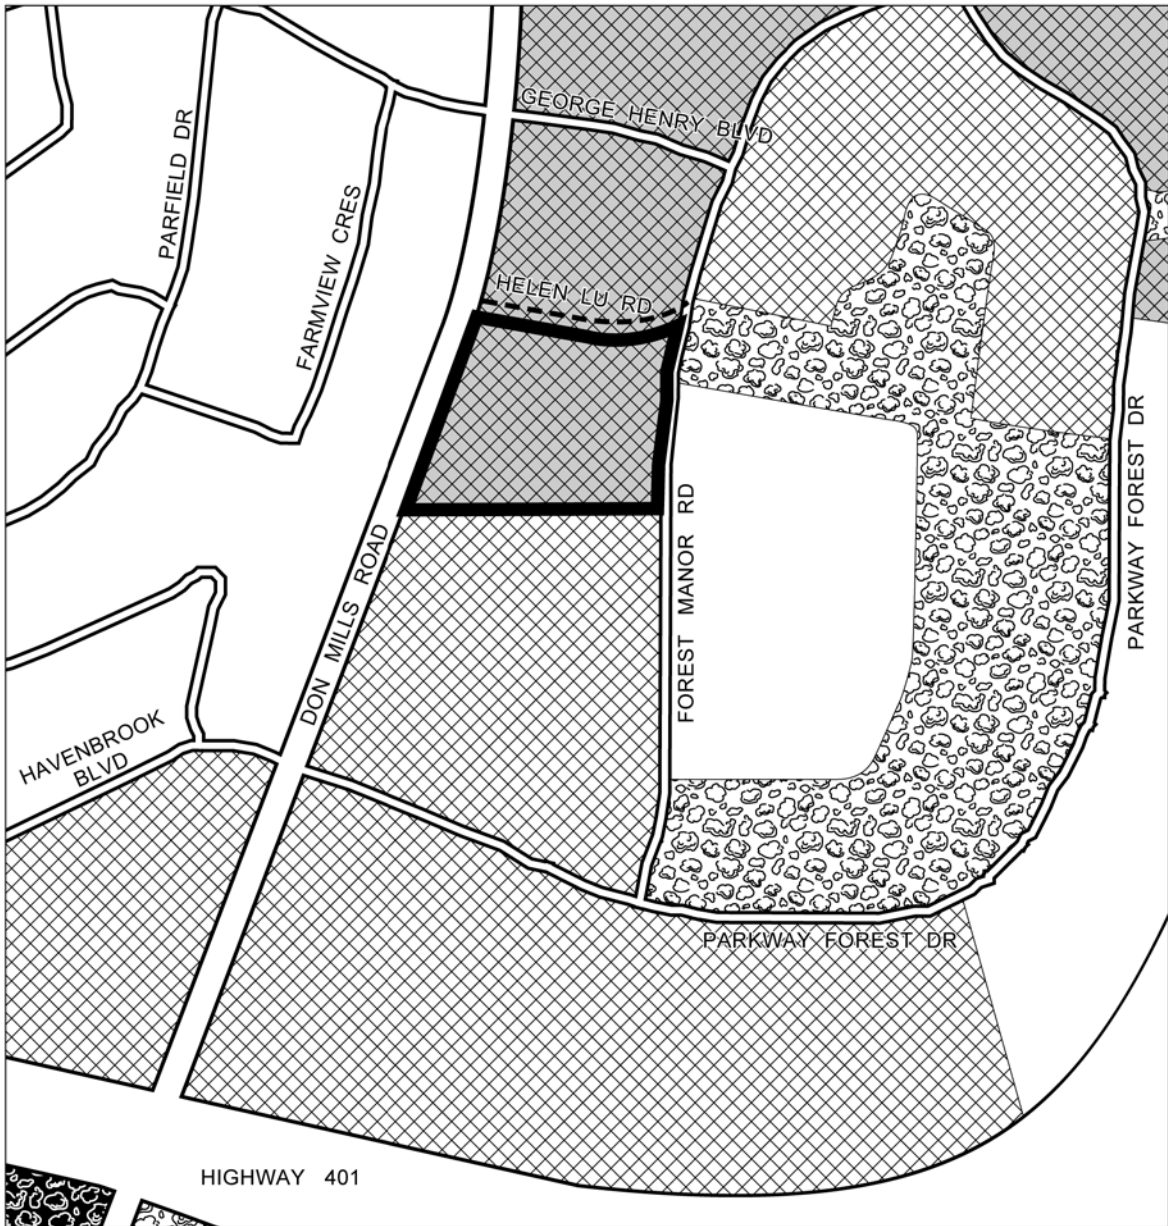 GEORGE HENRY BLVD
PARFIELD DR
FARMVIEW CRES
HELEN LU RD
PARKWAY FOREST DR
FOREST MANOR RD
DON MILLS ROAD
HAVENBROOK
BLVD
PARKWAY FOREST DR
HIGHWAY 401